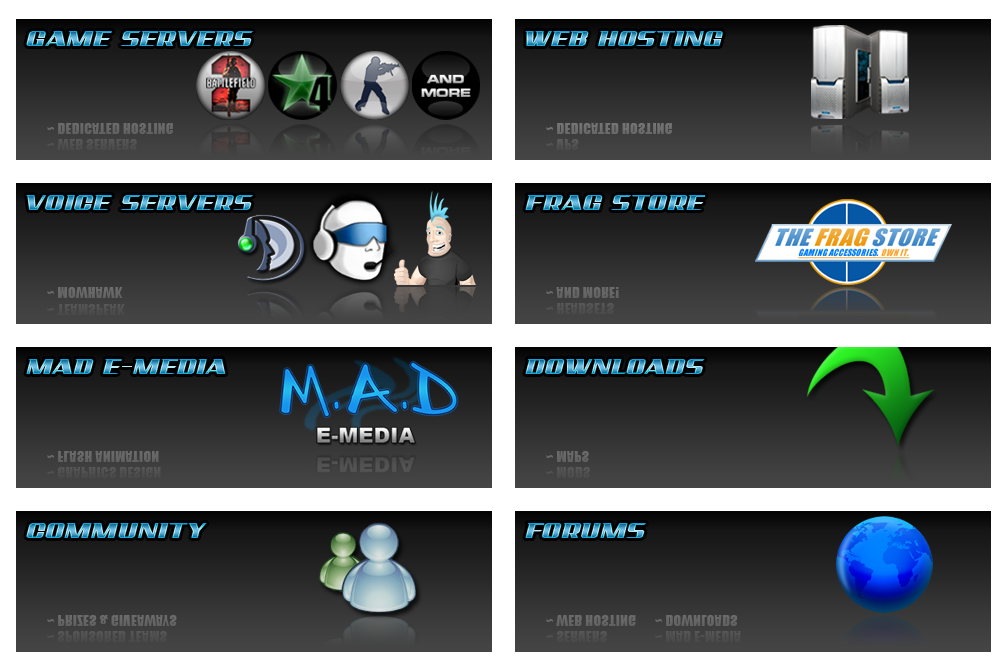 GAME SERVERS
BATTLEFIELD
2
4
AND
MORE
~ DEDICATED HOSTING
~ WEB SERVERS
WEB HOSTING
~ DEDICATED HOSTING
~ VPS
VOICE SERVERS
~ MOWHAWK
~ TEAMSPEAK
FRAG STORE
THE FRAG STORE
GAMING ACCESSORIES. OWN IT.
~ AND MORE!
~ HEADSETS
MAD E-MEDIA
M.A.D
E-MEDIA
E-MEDIA
~ FLASH ANIMATION
~ GRAPHICS DESIGN
DOWNLOADS
~ MAPS
~ MODS
COMMUNITY
~ PRIZES & GIVEAWAYS
~ SPONSORED TEAMS
FORUMS
~ WEB HOSTING ~ DOWNLOADS
~ SERVERS ~ MAD E-MEDIA